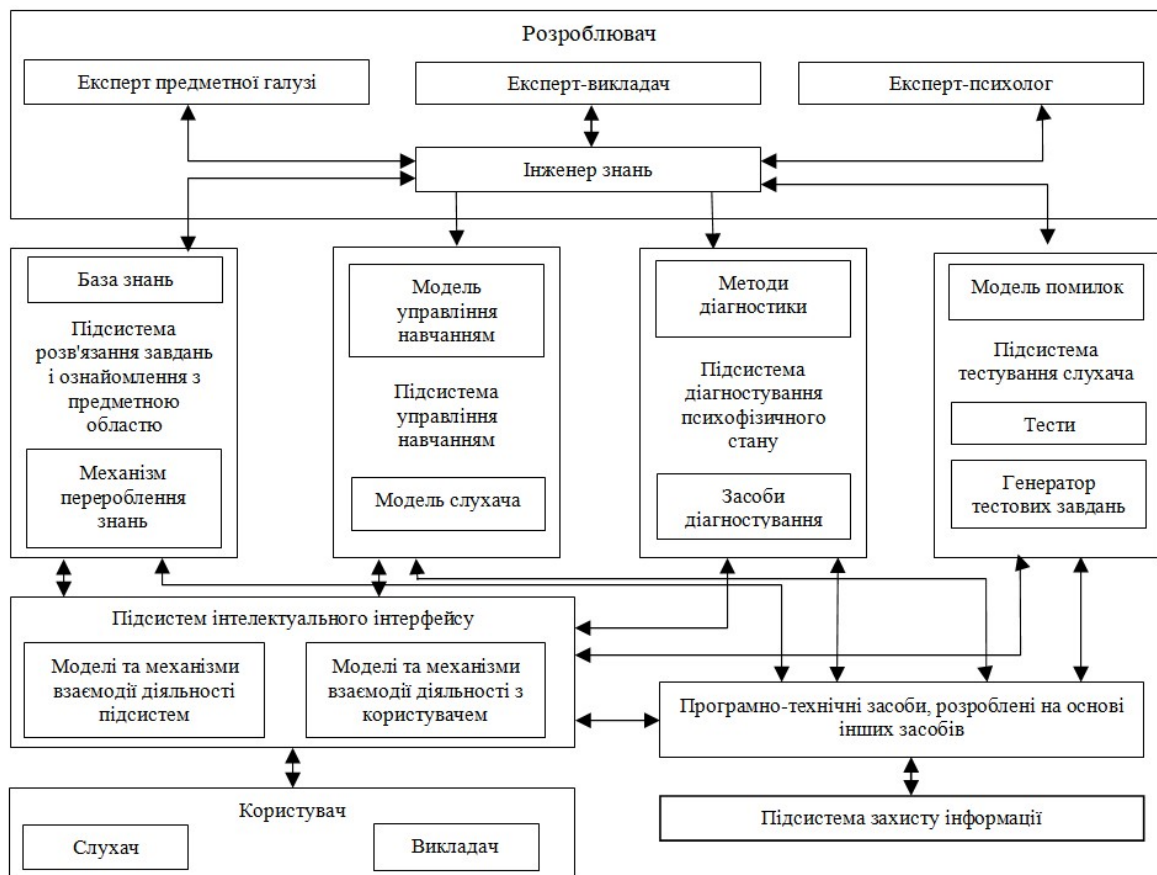 Розроблювач
Експерт предметної галузі
Експерт-викладач
Експерт-психолог
Інженер знань
База знань
Підсистема
розв'язання завдань
і ознайомлення з
предметною
областю
Механізм
перероблення
знань
Модель
управління
навчанням
Підсистема
управління
навчанням
Модель слухача
Методи
діагностики
Підсистема
діагностування
психофізичного
стану
Засоби
діагностування
Модель помилок
Підсистема
тестування слухача
Тести
Генератор
тестових завдань
Підсистем інтелектуального інтерфейсу
Моделі та механізми
взаємодії діяльності
підсистем
Моделі та механізми
взаємодії діяльності з
користувачем
Програмно-технічні засоби, розроблені на основі
інших засобів
Користувач
Слухач
Викладач
Підсистема захисту інформації